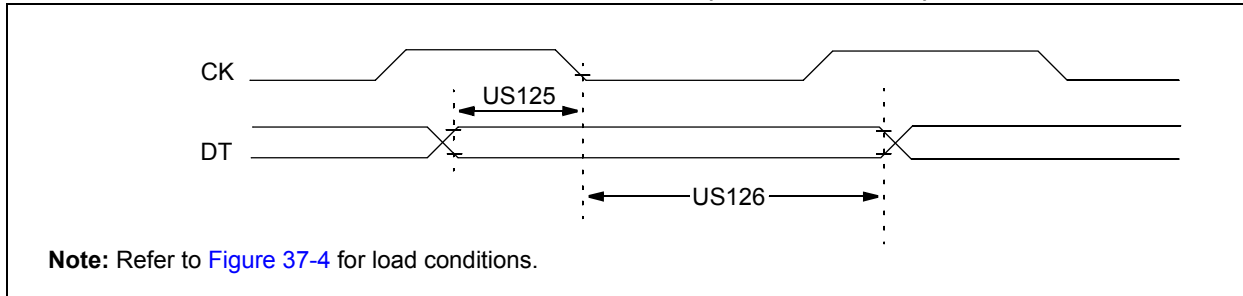 CK
US125
DT
US126
Note: Refer to Figure 37-4 for load conditions.